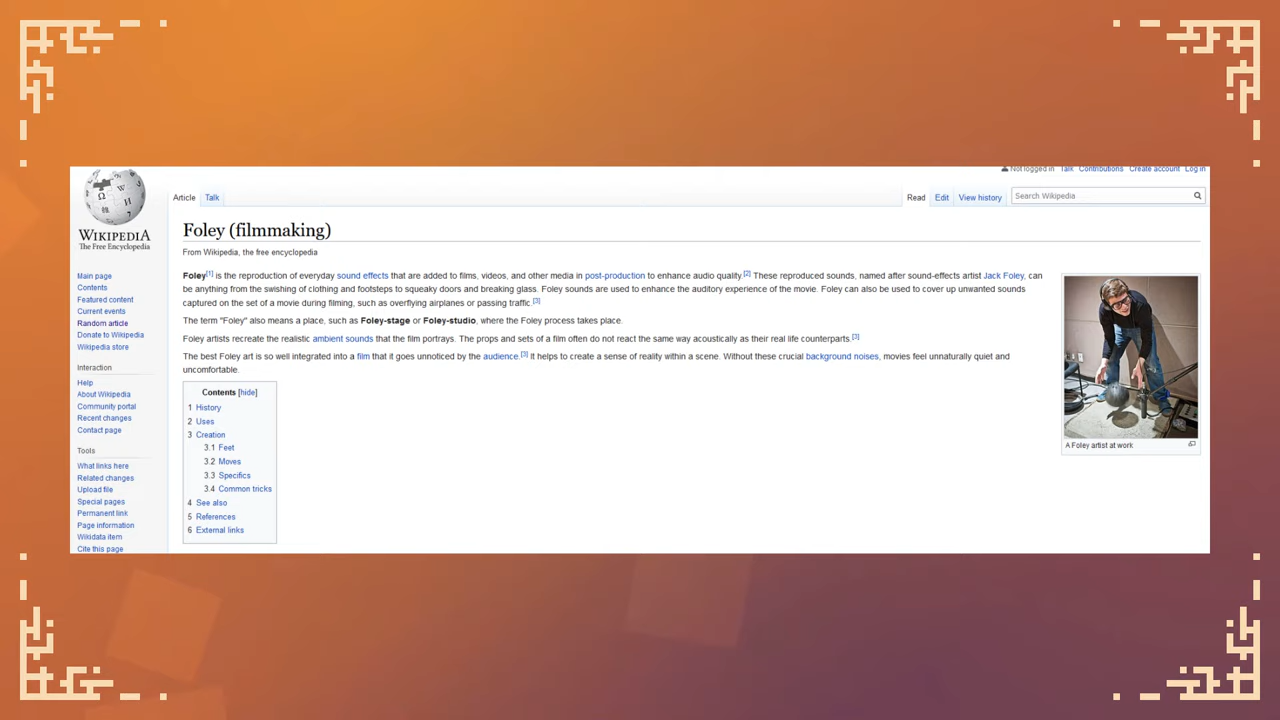 Not logged in Talk Contributions Create account Log in
Article Talk
Read Edit View history
Search Wikipedia
WIKIPEDIA
The Free Encyclopedia
Foley (filmmaking)
From Wikipedia, the free encyclopedia
Foley[1] is the reproduction of everyday sound effects that are added to films, videos, and other media in post-production to enhance audio quality.[2] These reproduced sounds, named after sound-effects artist Jack Foley, can
be anything from the swishing of clothing and footsteps to squeaky doors and breaking glass. Foley sounds are used to enhance the auditory experience of the movie. Foley can also be used to cover up unwanted sounds
captured on the set of a movie during filming, such as overflying airplanes or passing traffic.[3]
The term "Foley" also means a place, such as Foley-stage or Foley-studio, where the Foley process takes place.
Foley artists recreate the realistic ambient sounds that the film portrays. The props and sets of a film often do not react the same way acoustically as their real life counterparts.[3]
The best Foley art is so well integrated into a film that it goes unnoticed by the audience.[3] It helps to create a sense of reality within a scene. Without these crucial background noises, movies feel unnaturally quiet and
uncomfortable.
Contents [hide]
1 History
2 Uses
3 Creation
3.1 Feet
3.2 Moves
3.3 Specifics
3.4 Common tricks
4 See also
5 References
6 External links
A Foley artist at work
Main page
Contents
Featured content
Current events
Random article
Donate to Wikipedia
Wikipedia store
Interaction
Help
About Wikipedia
Community portal
Recent changes
Contact page
Tools
What links here
Related changes
Upload file
Special pages
Permanent link
Page information
Wikidata item
Cite this page